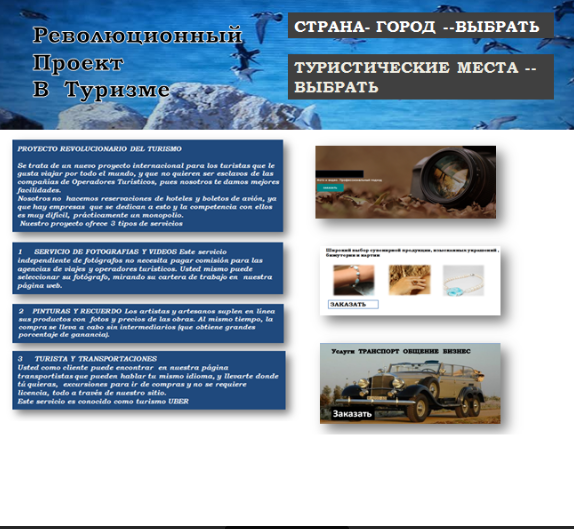 Революционный
Проект
В Туризме
СТРАНА- ГОРОД --ВЫБРАТЬ
ТУРИСТИЧЕСКИЕ МЕСТА --
ВЫБРАТЬ
PROYECTO REVOLUCIONARIO DEL TURISMO
Se trata de un nuevo proyecto internacional para los turistas que le
gusta viajar por todo el mundo, y que no quieren ser esclavos de las
compañias de Operadores Turisticos, pues nosotros te damos mejores
facilidades.
Nosotros no hacemos reservaciones de hoteles y boletos de avión, ya
que hay empresas que se dedican a esto y la competencia con ellos
es muy dificil, prácticamente un monopolio.
Nuestro proyecto ofrece 3 tipos de servicios
1 SERVICIO DE FOTOGRAFIAS Y VIDEOS Este servicio
independiente de fotógrafos no necesita pagar comisión para las
agencias de viajes y operadores turisticos. Usted mismo puede
seleccionar su fotógrafo, mirando su cartera de trabajo en nuestra
página web.
2 PINTURAS Y RECUERDO Los artistas y artesanos suplen en linea
sus productos con fotos y precios de las obras. Al mismo tiempo, la
compra se lleva a cabo sin intermediarios (que obtiene grandes
porcentaje de ganancia).
3 TURISTA Y TRANSPORTACIONES
Usted como cliente puede encontrar en nuestra página
transportistas que pueden hablar tu mismo idioma, y llevarte donde
tú quieras, excursiones para ir de compras y no se requiere
licencia, todo a través de nuestro sitio.
Este servicio es conocido como turismo UBER
Широкий выбор сувенирной продукции, изысканных украшений,
бижутерии и картин
ЗАКАЗАТЬ
Услуги ТРАНСПОРТ ОБЩЕНИЕ БИЗНЕС
Заказать